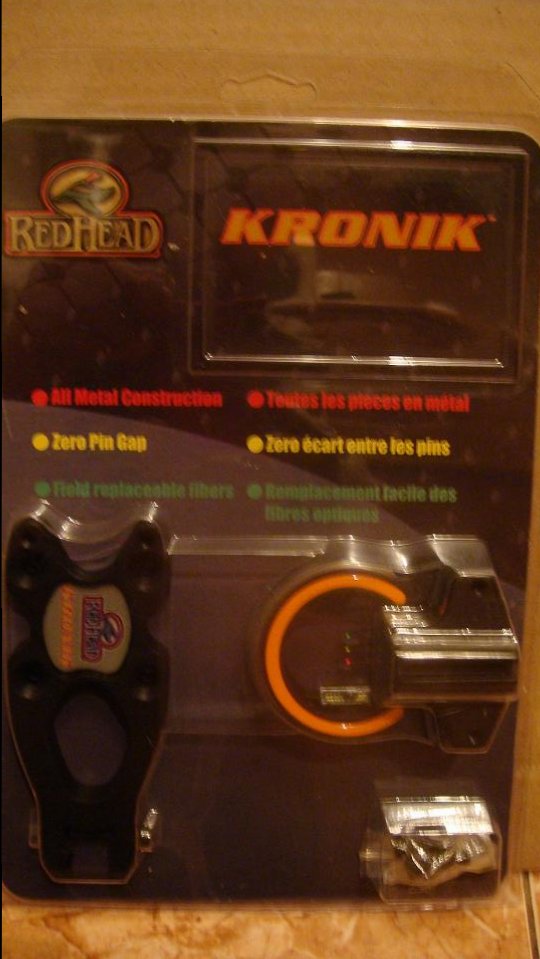 REDHEAD
KRONIK
All Metal Construction
Toutes les pièces en métal
Zero Pin Gap
Zero écart entre les pins
Field replaceable fibers
Remplacement facile des
fibres optiques
REDHEAD